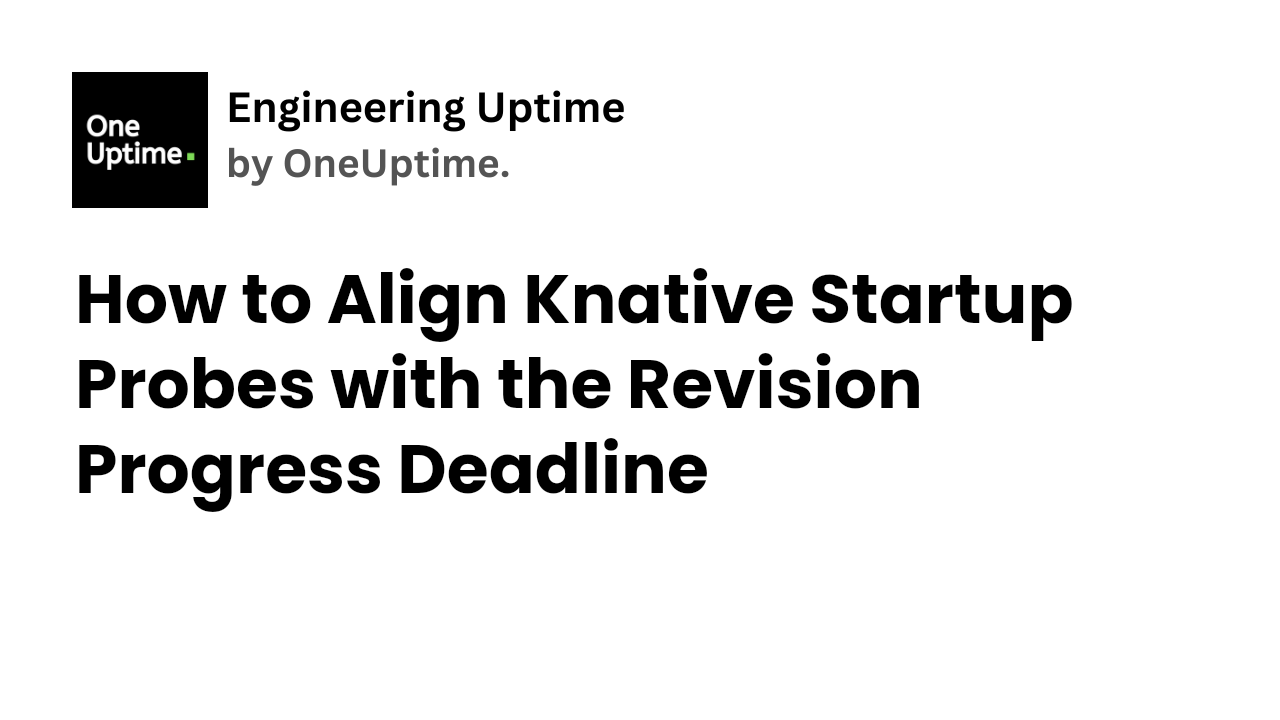 One
Uptime.
Engineering Uptime
by OneUptime.
How to Align Knative Startup
Probes with the Revision
Progress Deadline